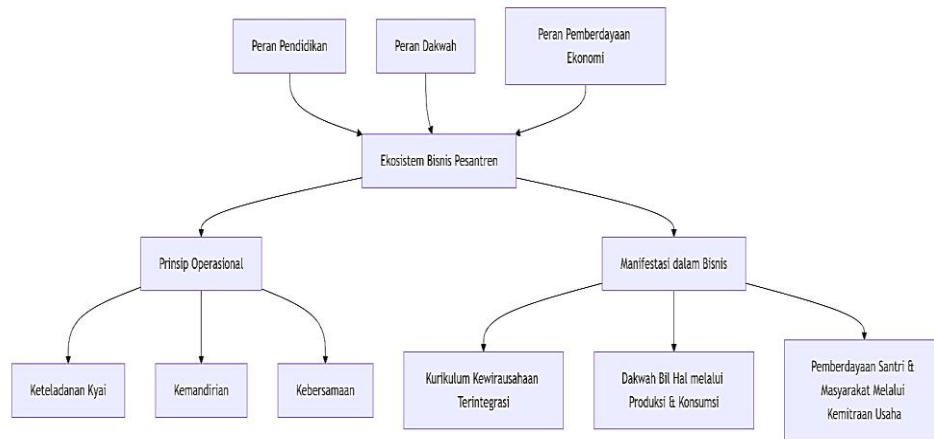 Peran Pendidikan
Peran Dakwah
Peran Pemberdayaan
Ekonomi
Ekosistem Bisnis Pesantren
Prinsip Operasional
Manifestasi dalam Bisnis
Keteladanan Kyai
Kemandirian
Kebersamaan
Kurikulum Kewirausahaan
Terintegrasi
Dakwah Bil Hal melalui
Produksi & Konsumsi
Pemberdayaan Santri &
Masyarakat Melalui
Kemitraan Usaha